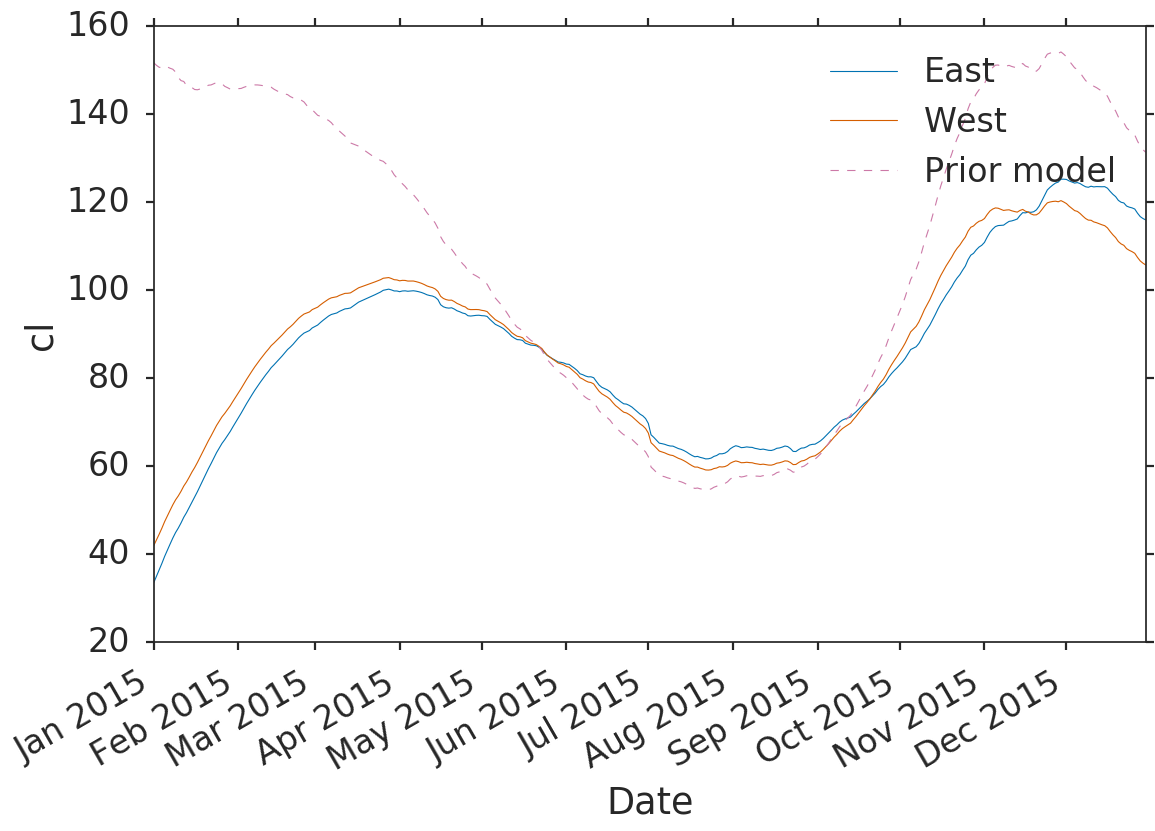 160
140
120
100
80
60
40
20
cl
East
West
Prior model
Jan 2015
Feb 2015
Mar 2015
Apr 2015
May 2015
Jun 2015
Jul 2015
Aug 2015
Sep 2015
Oct 2015
Nov 2015
Dec 2015
Date